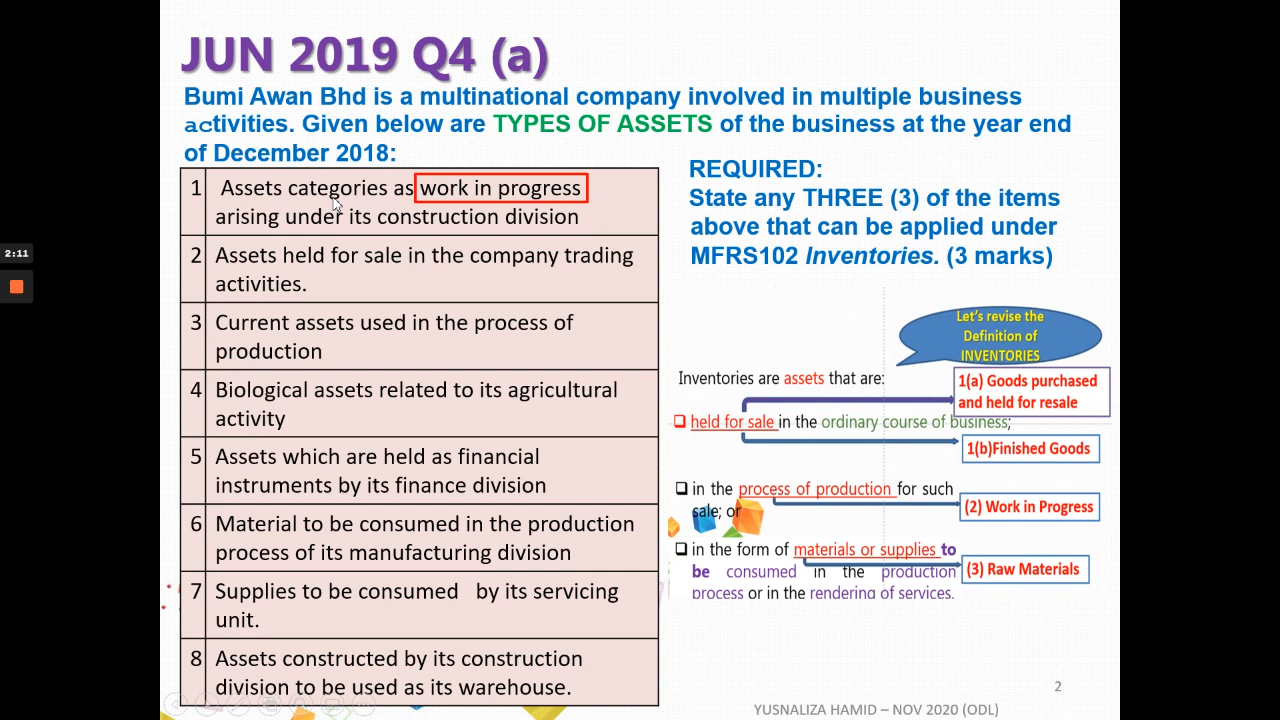 JUN 2019 Q4 (a)
Bumi Awan Bhd is a multinational company involved in multiple business
activities. Given below are TYPES OF ASSETS of the business at the year end
of December 2018:
1 Assets categories as work in progress
arising under its construction division
2 Assets held for sale in the company trading
activities.
3 Current assets used in the process of
production
4 Biological assets related to its agricultural
activity
5 Assets which are held as financial
instruments by its finance division
6 Material to be consumed in the production
process of its manufacturing division
7 Supplies to be consumed by its servicing
unit.
8 Assets constructed by its construction
division to be used as its warehouse.
REQUIRED:
State any THREE (3) of the items
above that can be applied under
MFRS102 Inventories. (3 marks)
Let's revise the
Definition of
INVENTORIES
Inventories are assets that are:
1(a) Goods purchased
and held for resale
held for sale in the ordinary course of business;
1(b)Finished Goods
in the process of production for such
sale; or
(2) Work in Progress
in the form of materials or supplies to
be consumed in the production
process or in the rendering of services.
(3) Raw Materials
2
YUSNALIZA HAMID – NOV 2020 (ODL)
2:11